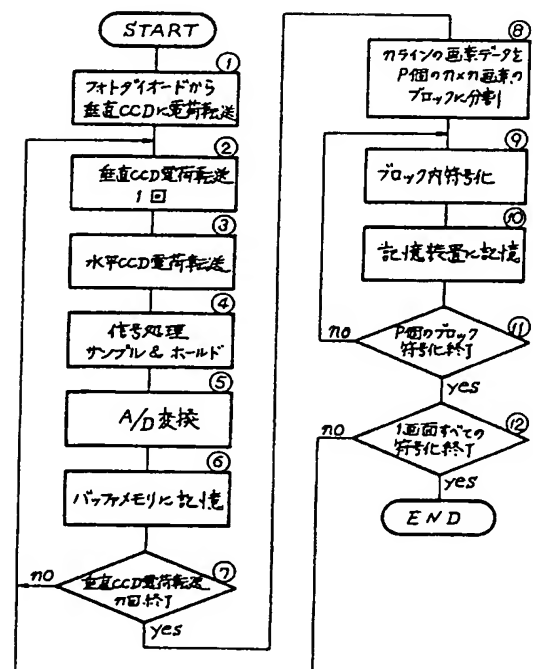 START
①
フォトダイオードから
垂直CCDに電荷転送
②
垂直CCD電荷転送
1回
③
水平CCD電荷転送
④
信号処理
サンプル&ホールド
⑤
A/D変換
⑥
バッファメモリに記憶
⑦
垂直CCD電荷転送
n回終了
no
yes
⑧
nラインの画素データを
P個のn×n画素の
ブロックに分割
⑨
ブロック内符号化
⑩
記憶装置に記憶
⑪
P個のブロック
符号化終了
no
yes
⑫
1画面すべての
符号化終了
no
yes
END